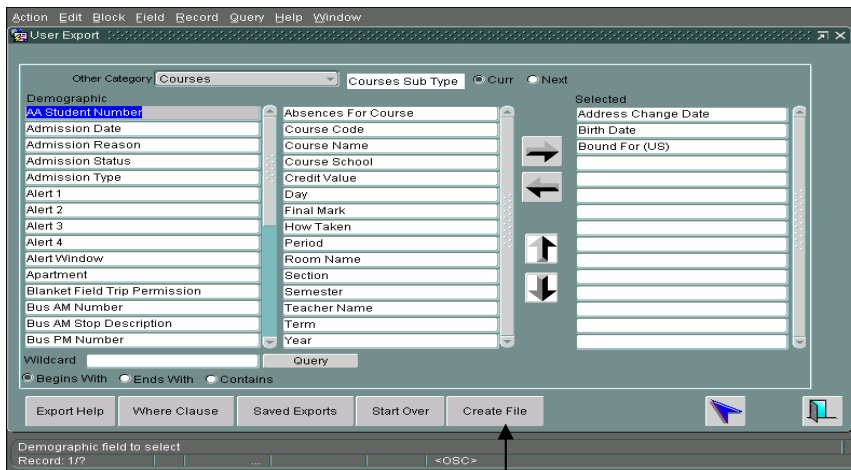 Action Edit Block Field Record Query Help Window
User Export
Other Category Courses Courses Sub Type Curr Next
Demographic Selected
AA Student Number Absences For Course Address Change Date
Admission Date Course Code Birth Date
Admission Reason Course Name Bound For (US)
Admission Status Course School
Admission Type Credit Value
Alert 1 Day
Alert 2 Final Mark
Alert 3 How Taken
Alert 4 Period
Alert Window Room Name
Apartment Section
Blanket Field Trip Permission Semester
Bus AM Number Teacher Name
Bus AM Stop Description Term
Bus PM Number Year
Wildcard Query
Begins With Ends With Contains
Export Help Where Clause Saved Exports Start Over Create File
Demographic field to select
Record: 1/? ... <OSC>